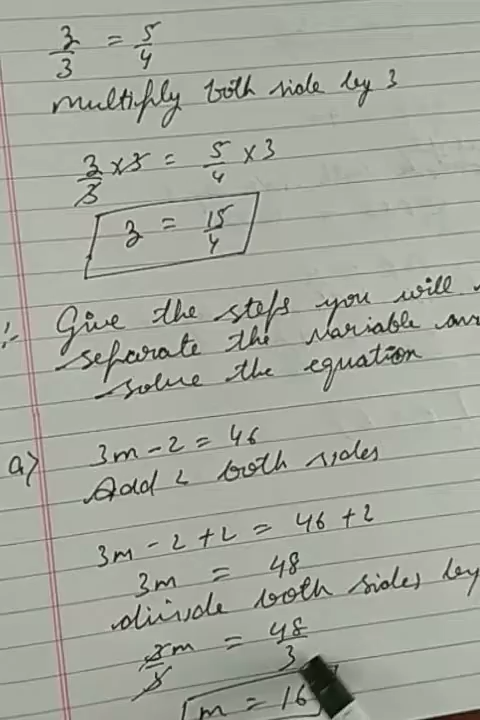 z/3 = 5/4
Multiply both side by 3
z/3 × 3 = 5/4 × 3
z = 15/4
:- Give the steps you will
separate the variable an
solve the equation
a) 3m - 2 = 46
Add 2 both sides
3m - 2 + 2 = 46 + 2
3m = 48
divide both sides by
3/3 m = 48/3
m = 16